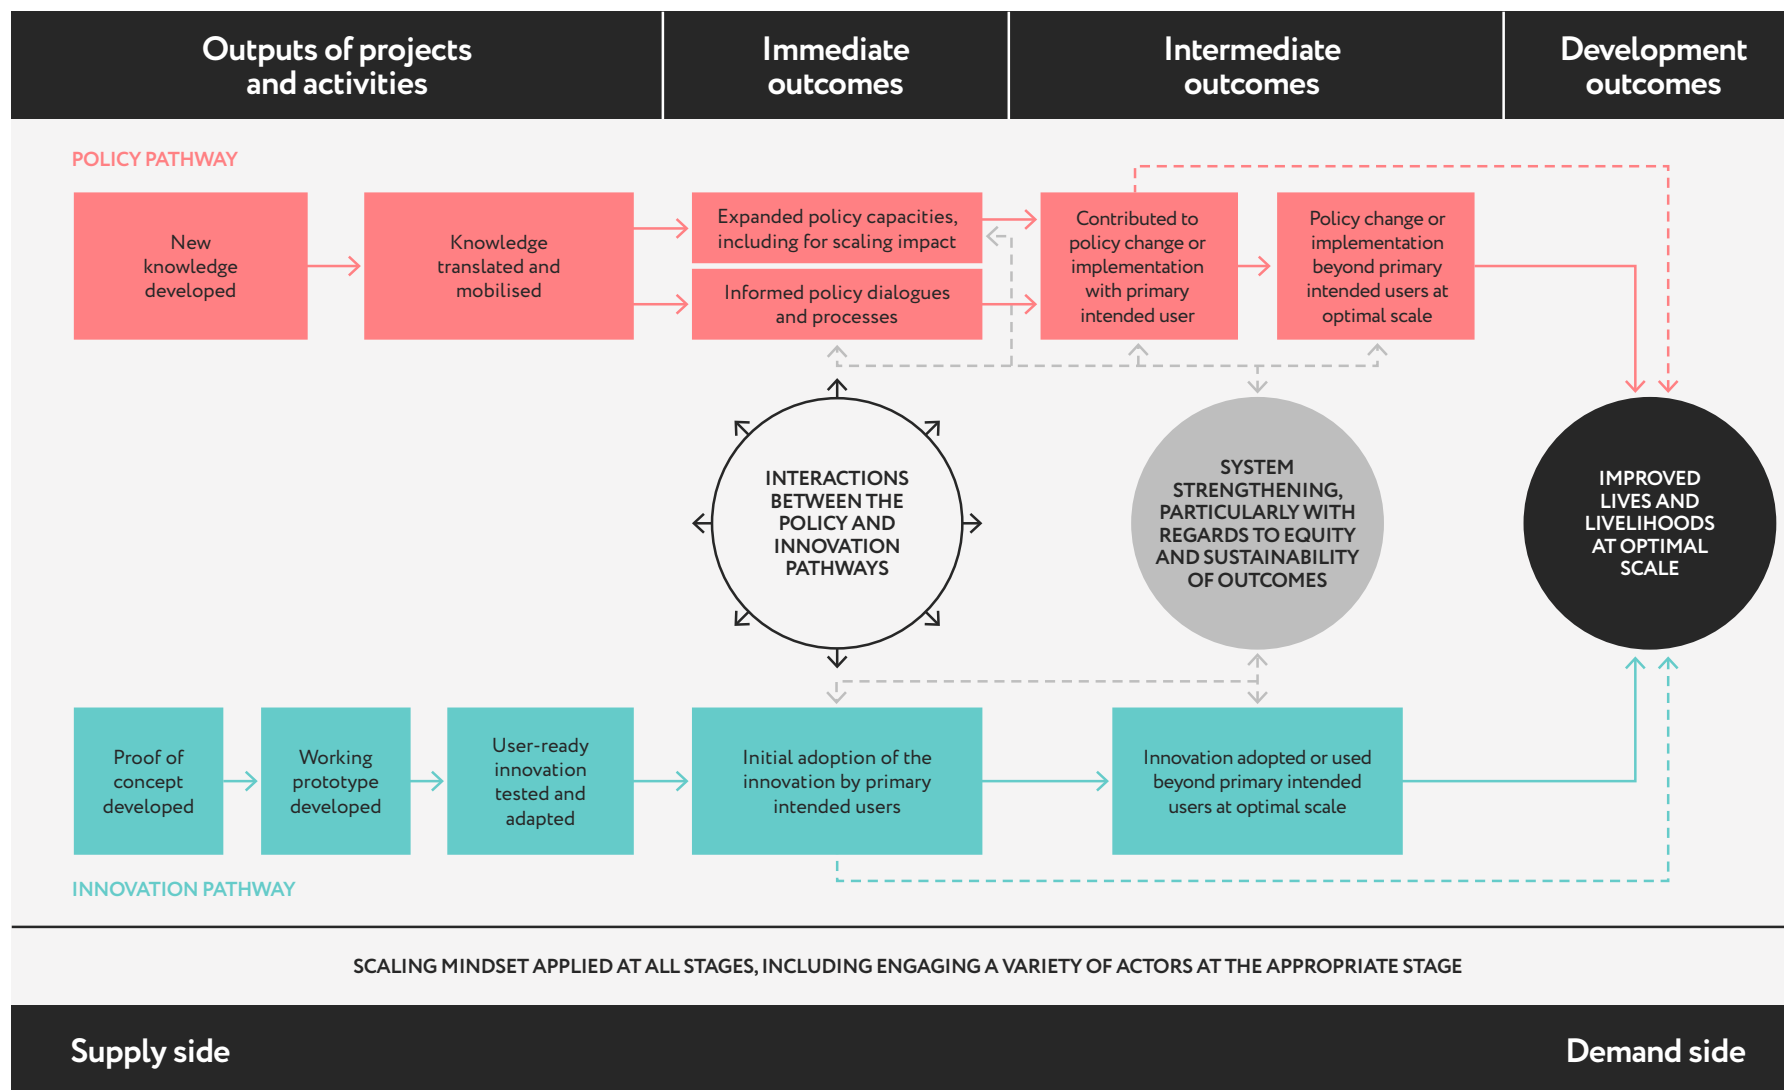 Outputs of projects
and activities
Immediate
outcomes
Intermediate
outcomes
Development
outcomes
POLICY PATHWAY
New
knowledge
developed
Knowledge
translated and
mobilised
Expanded policy capacities,
including for scaling impact
Informed policy dialogues
and processes
Contributed to
policy change or
implementation
with primary
intended user
Policy change or
implementation
beyond primary
intended users at
optimal scale
INTERACTIONS
BETWEEN THE
POLICY AND
INNOVATION
PATHWAYS
SYSTEM
STRENGTHENING,
PARTICULARLY WITH
REGARDS TO EQUITY
AND SUSTAINABILITY
OF OUTCOMES
IMPROVED
LIVES AND
LIVELIHOODS
AT OPTIMAL
SCALE
Proof of
concept
developed
Working
prototype
developed
User-ready
innovation
tested and
adapted
Initial adoption of the
innovation by primary
intended users
Innovation adopted or used
beyond primary intended
users at optimal scale
INNOVATION PATHWAY
SCALING MINDSET APPLIED AT ALL STAGES, INCLUDING ENGAGING A VARIETY OF ACTORS AT THE APPROPRIATE STAGE
Supply side
Demand side